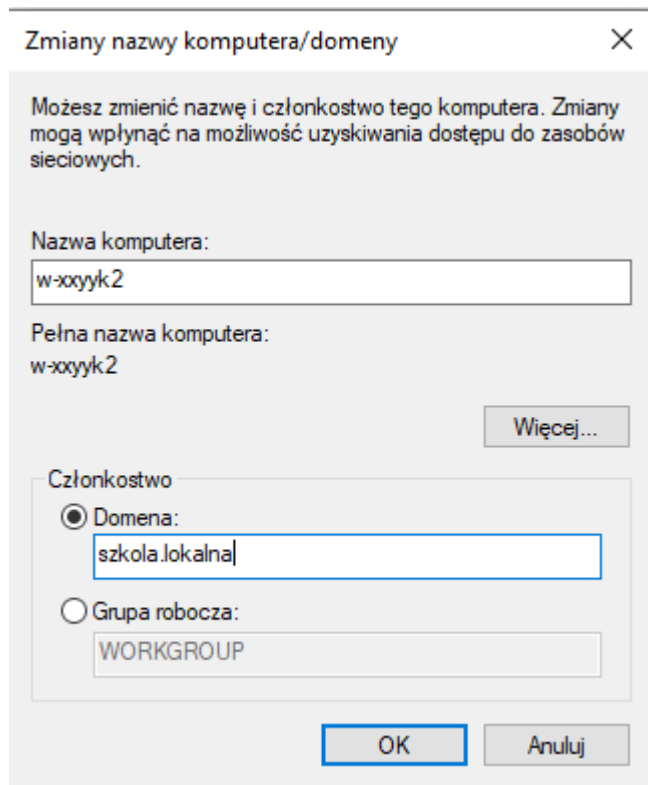 Zmiany nazwy komputera/domeny
Możesz zmienić nazwę i członkostwo tego komputera. Zmiany
mogą wpłynąć na możliwość uzyskiwania dostępu do zasobów
sieciowych.
Nazwa komputera:
w-xxyyk2
Pełna nazwa komputera:
w-xxyyk2
Więcej...
Członkostwo
Domena:
szkola.lokalna
Grupa robocza:
WORKGROUP
OK
Anuluj